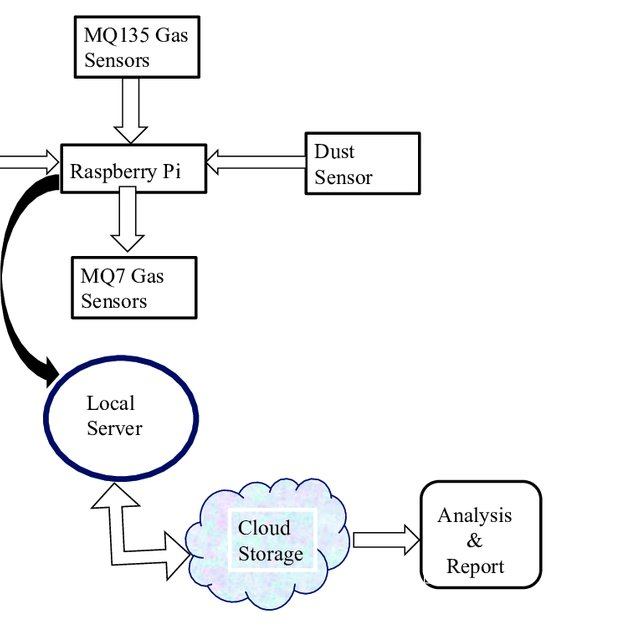 MQ135 Gas
Sensors
Raspberry Pi
Dust
Sensor
MQ7 Gas
Sensors
Local
Server
Cloud
Storage
Analysis
&
Report